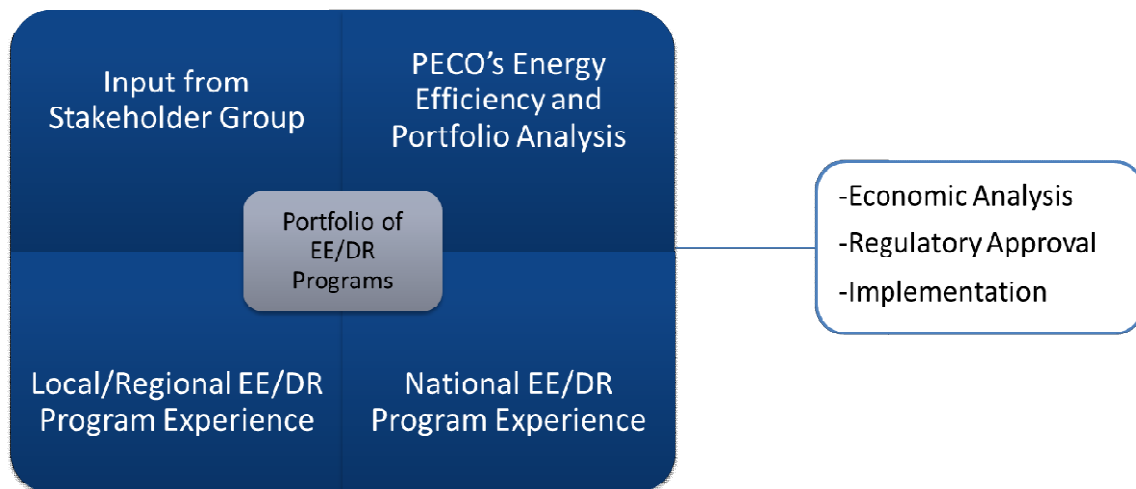 Input from
Stakeholder Group
PECO's Energy
Efficiency and
Portfolio Analysis
Portfolio of
EE/DR
Programs
Local/Regional EE/DR
Program Experience
National EE/DR
Program Experience
-Economic Analysis
-Regulatory Approval
-Implementation